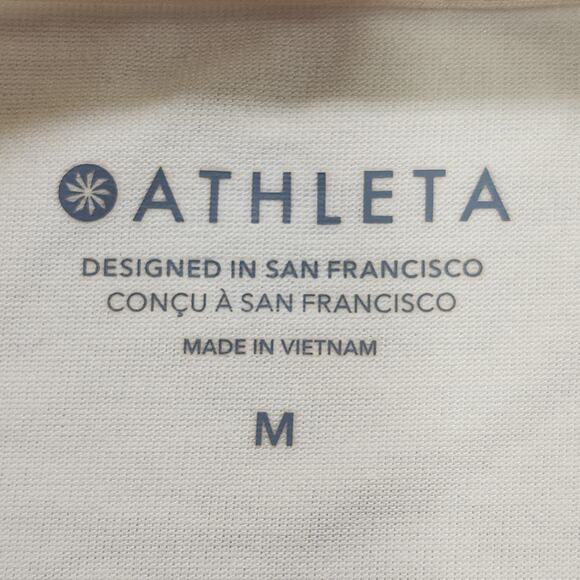 ATHLETA
DESIGNED IN SAN FRANCISCO
CONÇU À SAN FRANCISCO
MADE IN VIETNAM
M